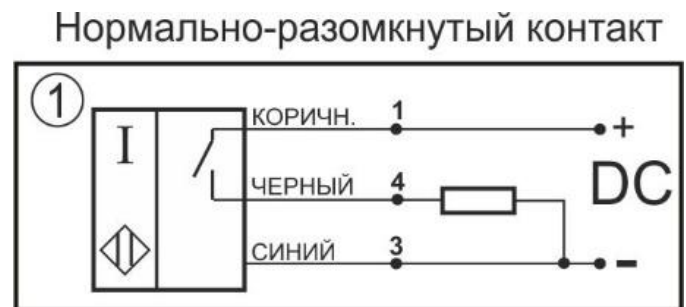 Нормально-разомкнутый контакт
1
I
КОРИЧН. 1 +
ЧЕРНЫЙ 4 DC
СИНИЙ 3 -